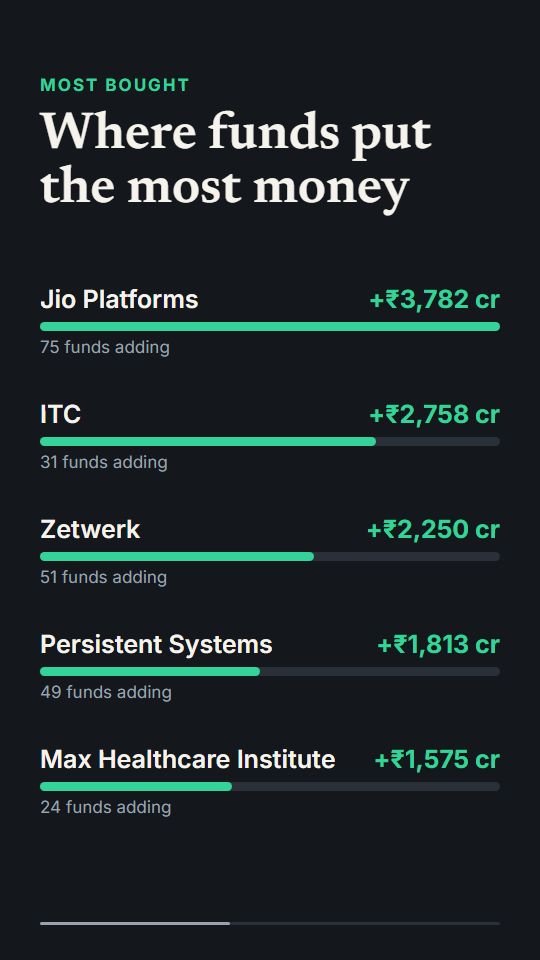 MOST BOUGHT
Where funds put
the most money
Jio Platforms +₹3,782 cr
75 funds adding
ITC +₹2,758 cr
31 funds adding
Zetwerk +₹2,250 cr
51 funds adding
Persistent Systems +₹1,813 cr
49 funds adding
Max Healthcare Institute +₹1,575 cr
24 funds adding